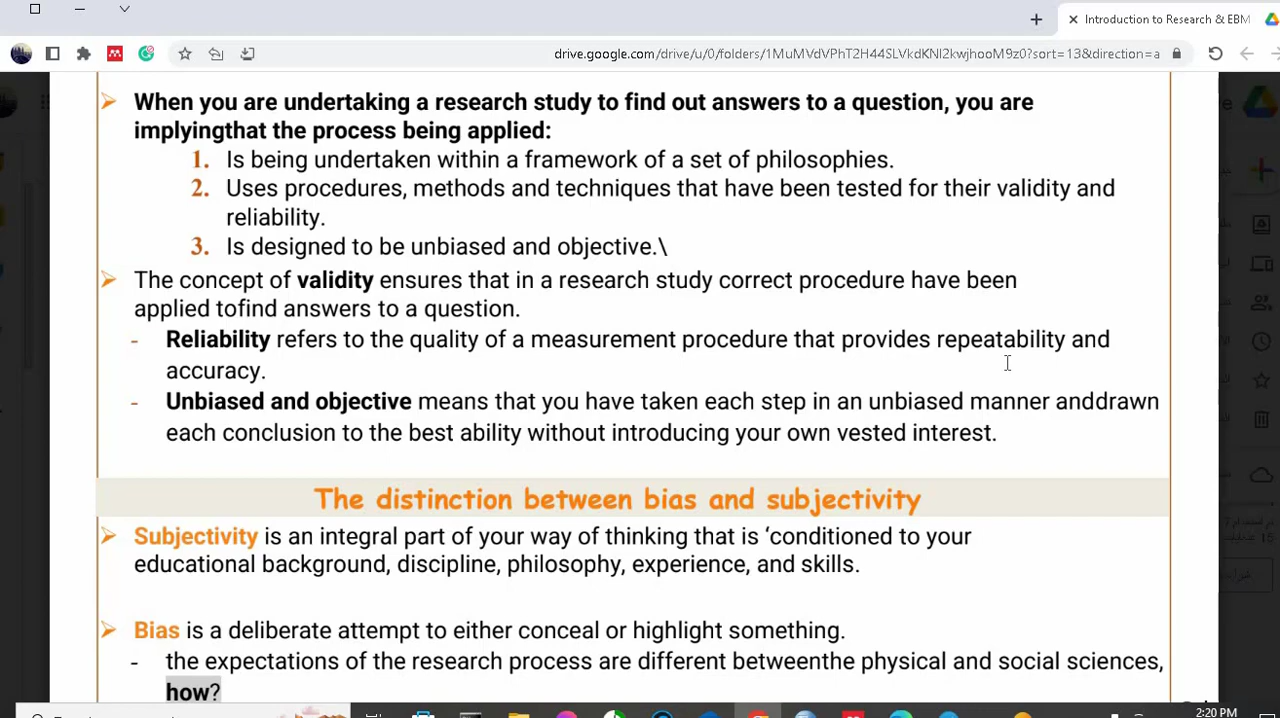 Introduction to Research & EBM
drive.google.com/drive/u/0/folders/1MuMVdVPhT2H44SLVkdKNI2kwjhooM9z0?sort=13&direction=a
When you are undertaking a research study to find out answers to a question, you are
implyingthat the process being applied:
1. Is being undertaken within a framework of a set of philosophies.
2. Uses procedures, methods and techniques that have been tested for their validity and
reliability.
3. Is designed to be unbiased and objective.\
The concept of validity ensures that in a research study correct procedure have been
applied tofind answers to a question.
- Reliability refers to the quality of a measurement procedure that provides repeatability and
accuracy.
- Unbiased and objective means that you have taken each step in an unbiased manner anddrawn
each conclusion to the best ability without introducing your own vested interest.
The distinction between bias and subjectivity
Subjectivity is an integral part of your way of thinking that is ‘conditioned to your
educational background, discipline, philosophy, experience, and skills.
Bias is a deliberate attempt to either conceal or highlight something.
- the expectations of the research process are different betweenthe physical and social sciences,
how?
2:20 PM